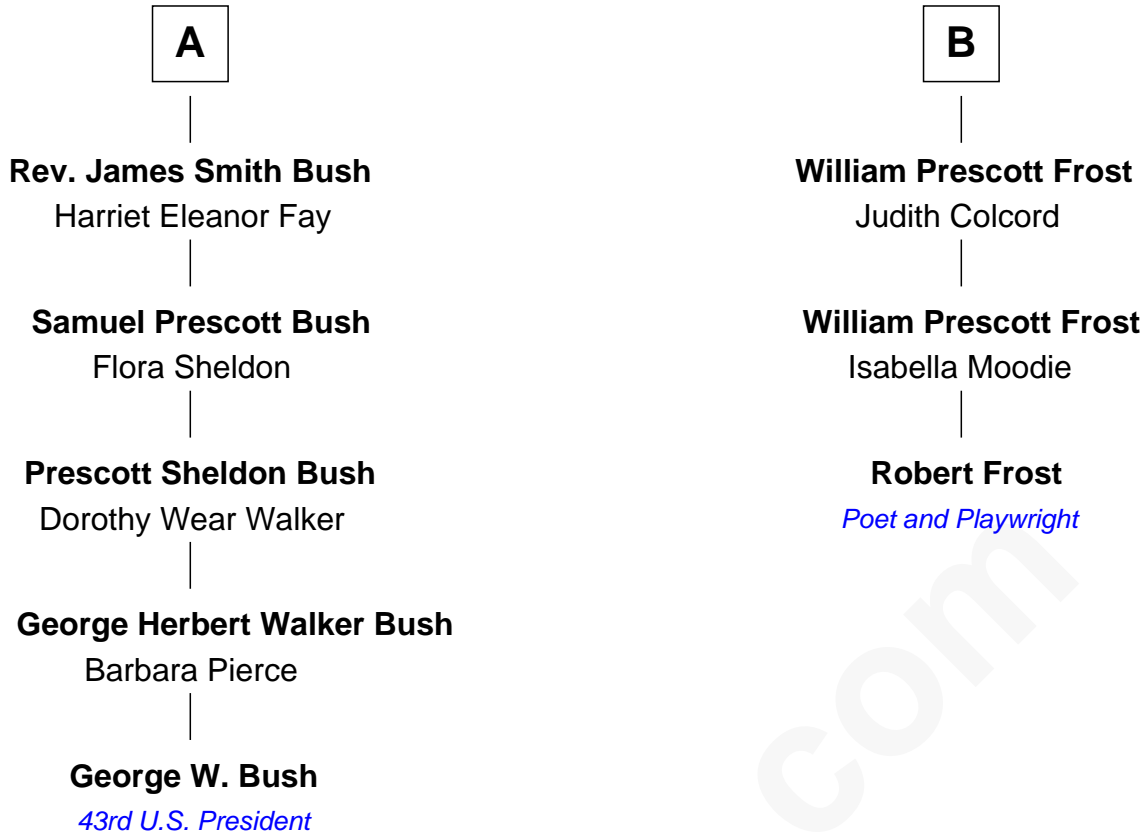 A
Rev. James Smith Bush
Harriet Eleanor Fay
Samuel Prescott Bush
Flora Sheldon
Prescott Sheldon Bush
Dorothy Wear Walker
George Herbert Walker Bush
Barbara Pierce
George W. Bush
43rd U.S. President
B
William Prescott Frost
Judith Colcord
William Prescott Frost
Isabella Moodie
Robert Frost
Poet and Playwright
com